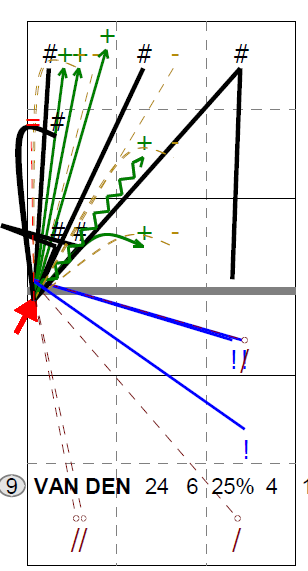 +
# + + - # - #
= #
+ -
# # + -
! ! /
!
9 VAN DEN 24 6 25% 4 1
// /